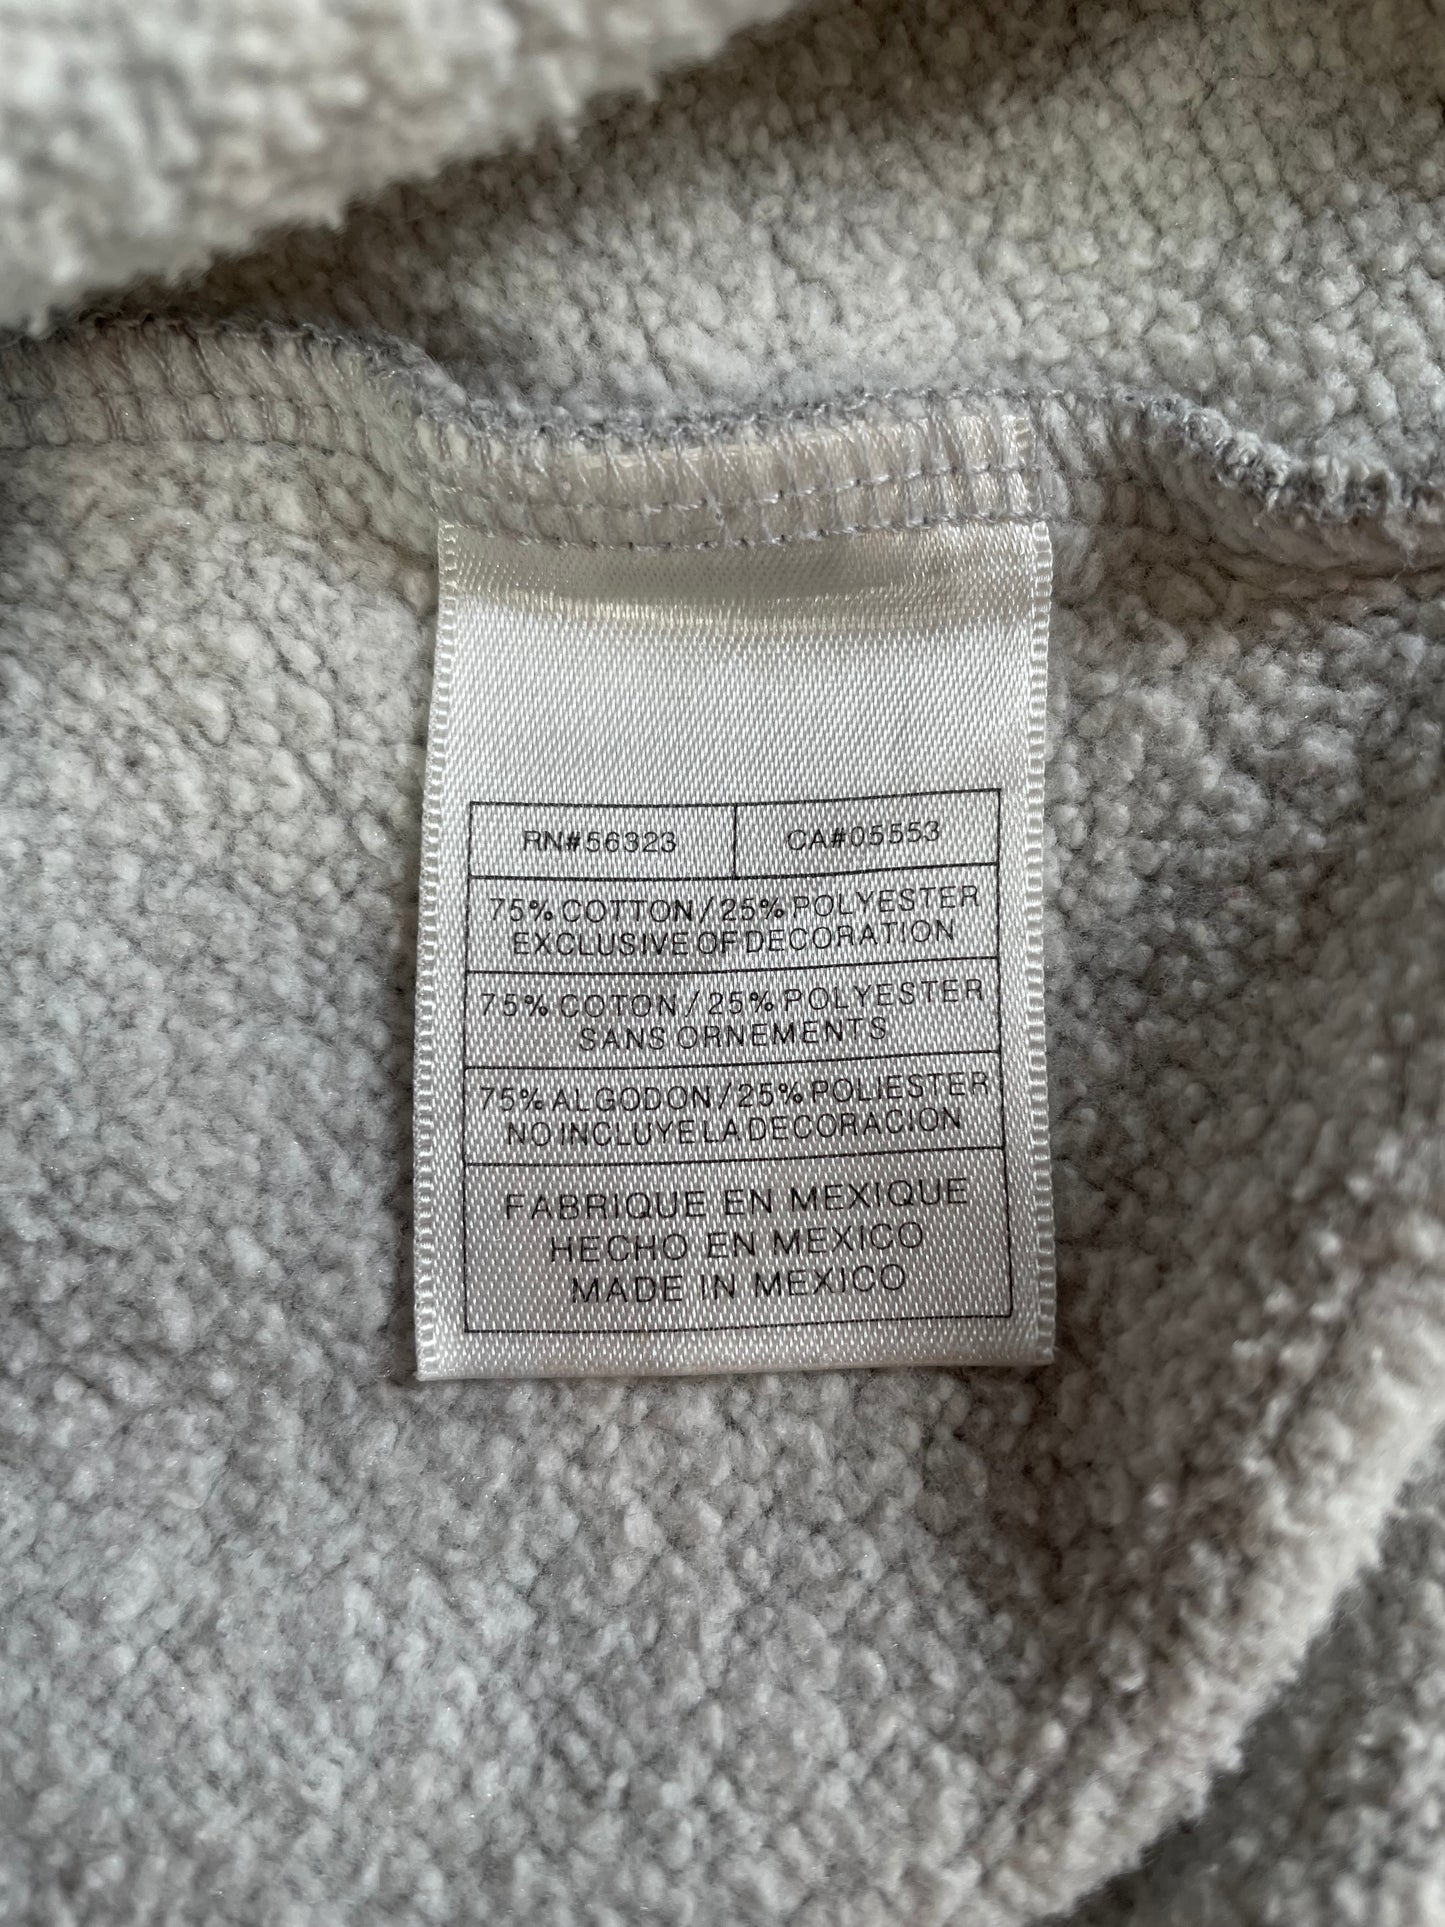 RN#56323 CA#05553
75% COTTON/25% POLYESTER
EXCLUSIVE OF DECORATION
75% COTON/25% POLYESTER
SANS ORNEMENTS
75% ALGODON/25% POLIESTER
NO INCLUYE LA DECORACION
FABRIQUE EN MEXIQUE
HECHO EN MEXICO
MADE IN MEXICO